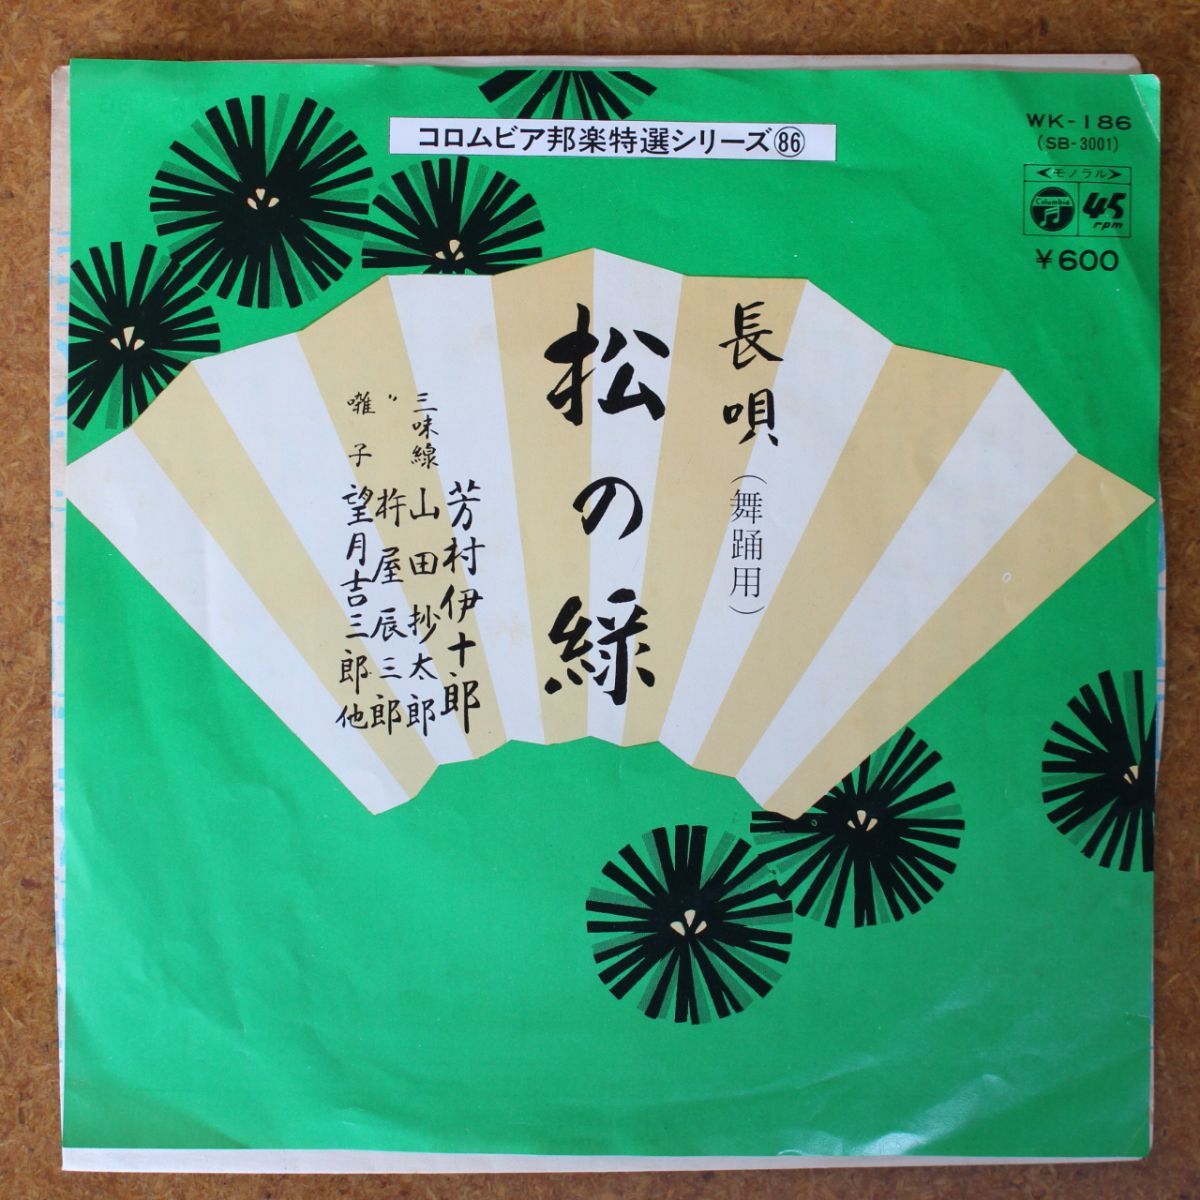 コロムビア邦楽特選シリーズ86
WK-186
(SB-3001)
モノラル
Columbia
45
rpm
¥600
長唄(舞踊用)
松の緑
芳村伊十郎
三味線 山田抄太郎
〃 杵屋辰三郎
囃子 望月吉三郎他